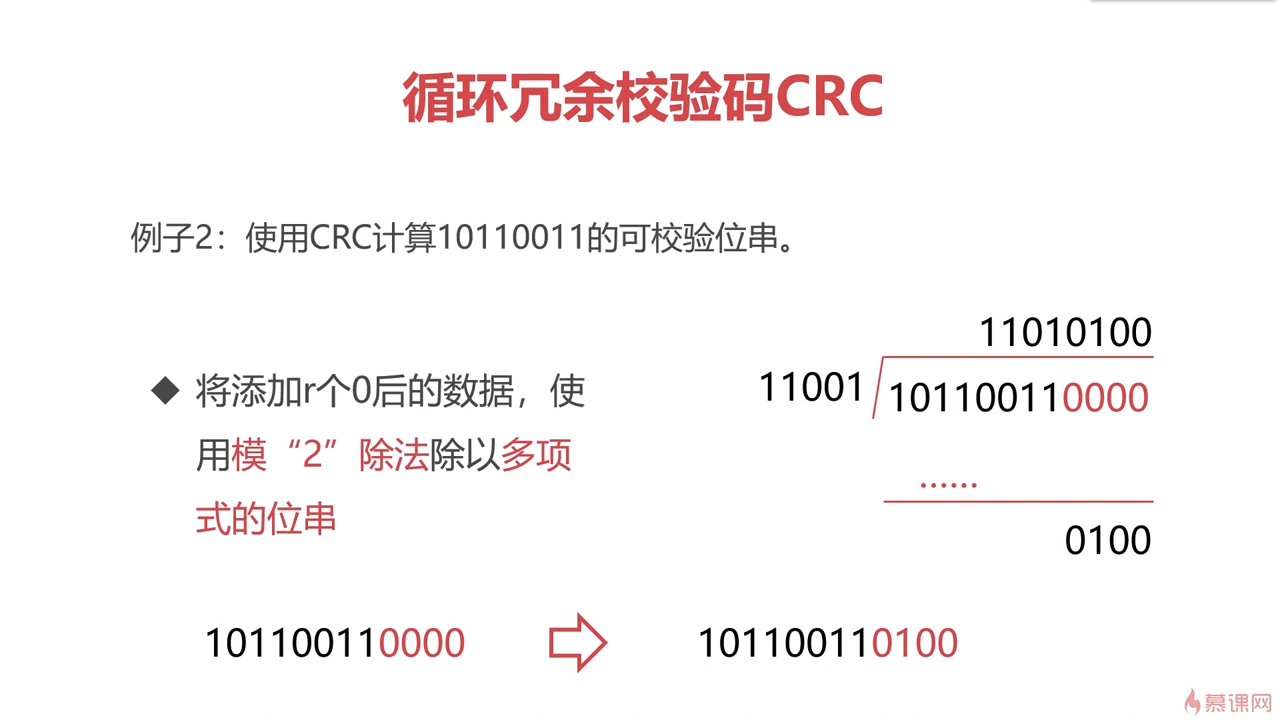 循环冗余校验码CRC
例子2：使用CRC计算10110011的可校验位串。
◆ 将添加r个0后的数据，使
用模“2”除法除以多项
式的位串
11010100
11001
101100110000
......
0100
101100110000
101100110100
慕课网